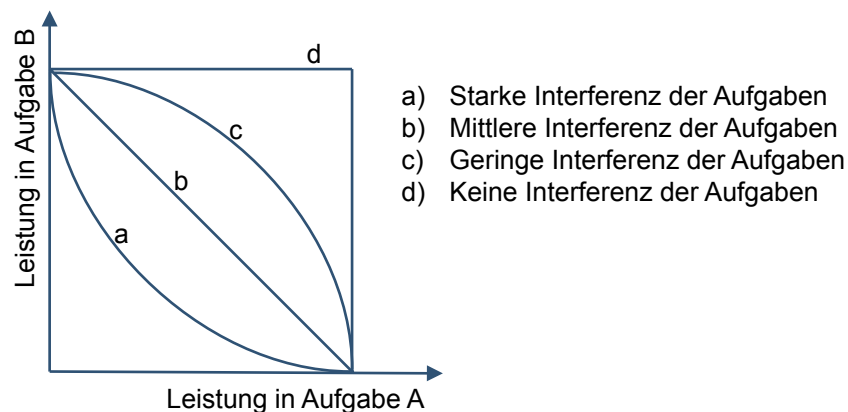 Leistung in Aufgabe B
d
c
b
a
Leistung in Aufgabe A
a) Starke Interferenz der Aufgaben
b) Mittlere Interferenz der Aufgaben
c) Geringe Interferenz der Aufgaben
d) Keine Interferenz der Aufgaben